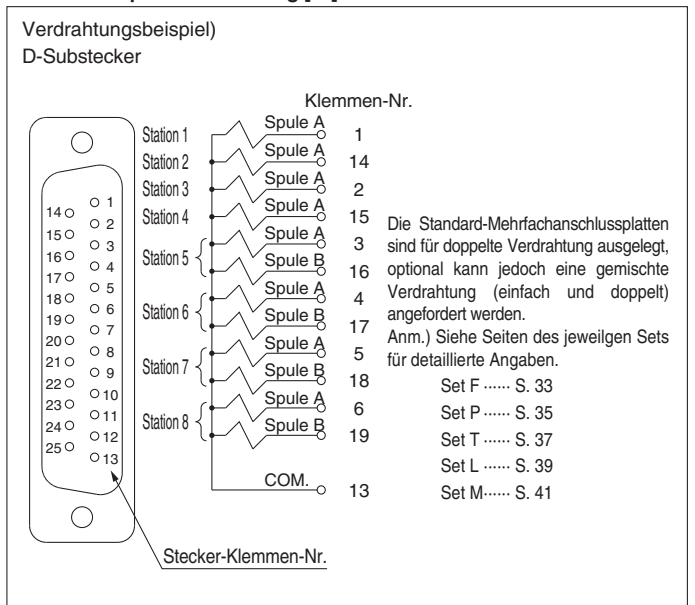 Verdrahtungsbeispiel)
D-Substecker
Klemmen-Nr.
Station 1 Spule A 1
Station 2 Spule A 14
Station 3 Spule A 2
Station 4 Spule A 15
Station 5 Spule A 3
Spule B 16
Station 6 Spule A 4
Spule B 17
Station 7 Spule A 5
Spule B 18
Station 8 Spule A 6
Spule B 19
COM. 13
14 1
15 2
16 3
17 4
18 5
19 6
20 7
21 8
22 9
23 10
24 11
25 12
13
Stecker-Klemmen-Nr.
Die Standard-Mehrfachanschlussplatten
sind für doppelte Verdrahtung ausgelegt,
optional kann jedoch eine gemischte
Verdrahtung (einfach und doppelt)
angefordert werden.
Anm.) Siehe Seiten des jeweilgen Sets
für detaillierte Angaben.
Set F ······ S. 33
Set P ······ S. 35
Set T ······ S. 37
Set L ······ S. 39
Set M······ S. 41